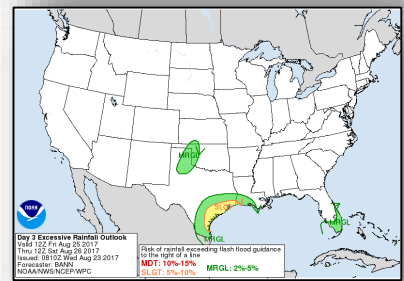 MRGL
SLGT
MRGL
MRGL
NOAA
Day 3 Excessive Rainfall Outlook
Valid 12Z Fri Aug 25 2017
Thru 12Z Sat Aug 26 2017
Issued: 0810Z Wed Aug 23 2017
Forecaster: BANN
NOAA/NWS/NCEP/WPC
Risk of rainfall exceeding flash flood guidance
to the right of a line
MDT: 10%-15%
SLGT: 5%-10%
MRGL: 2%-5%